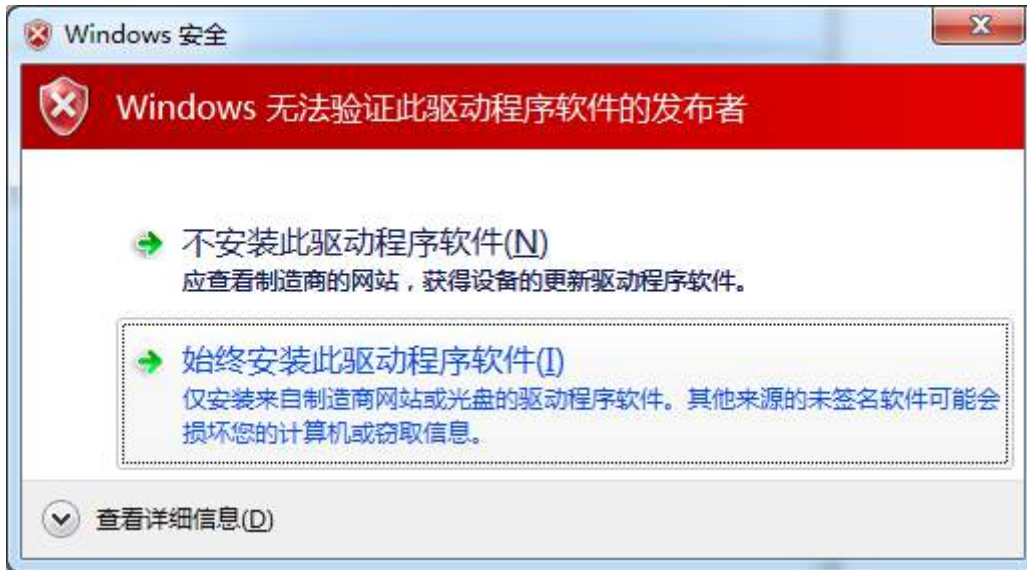 Windows 安全
Windows 无法验证此驱动程序软件的发布者
不安装此驱动程序软件(N)
应查看制造商的网站，获得设备的更新驱动程序软件。
始终安装此驱动程序软件(I)
仅安装来自制造商网站或光盘的驱动程序软件。其他来源的未签名软件可能会
损坏您的计算机或窃取信息。
查看详细信息(D)